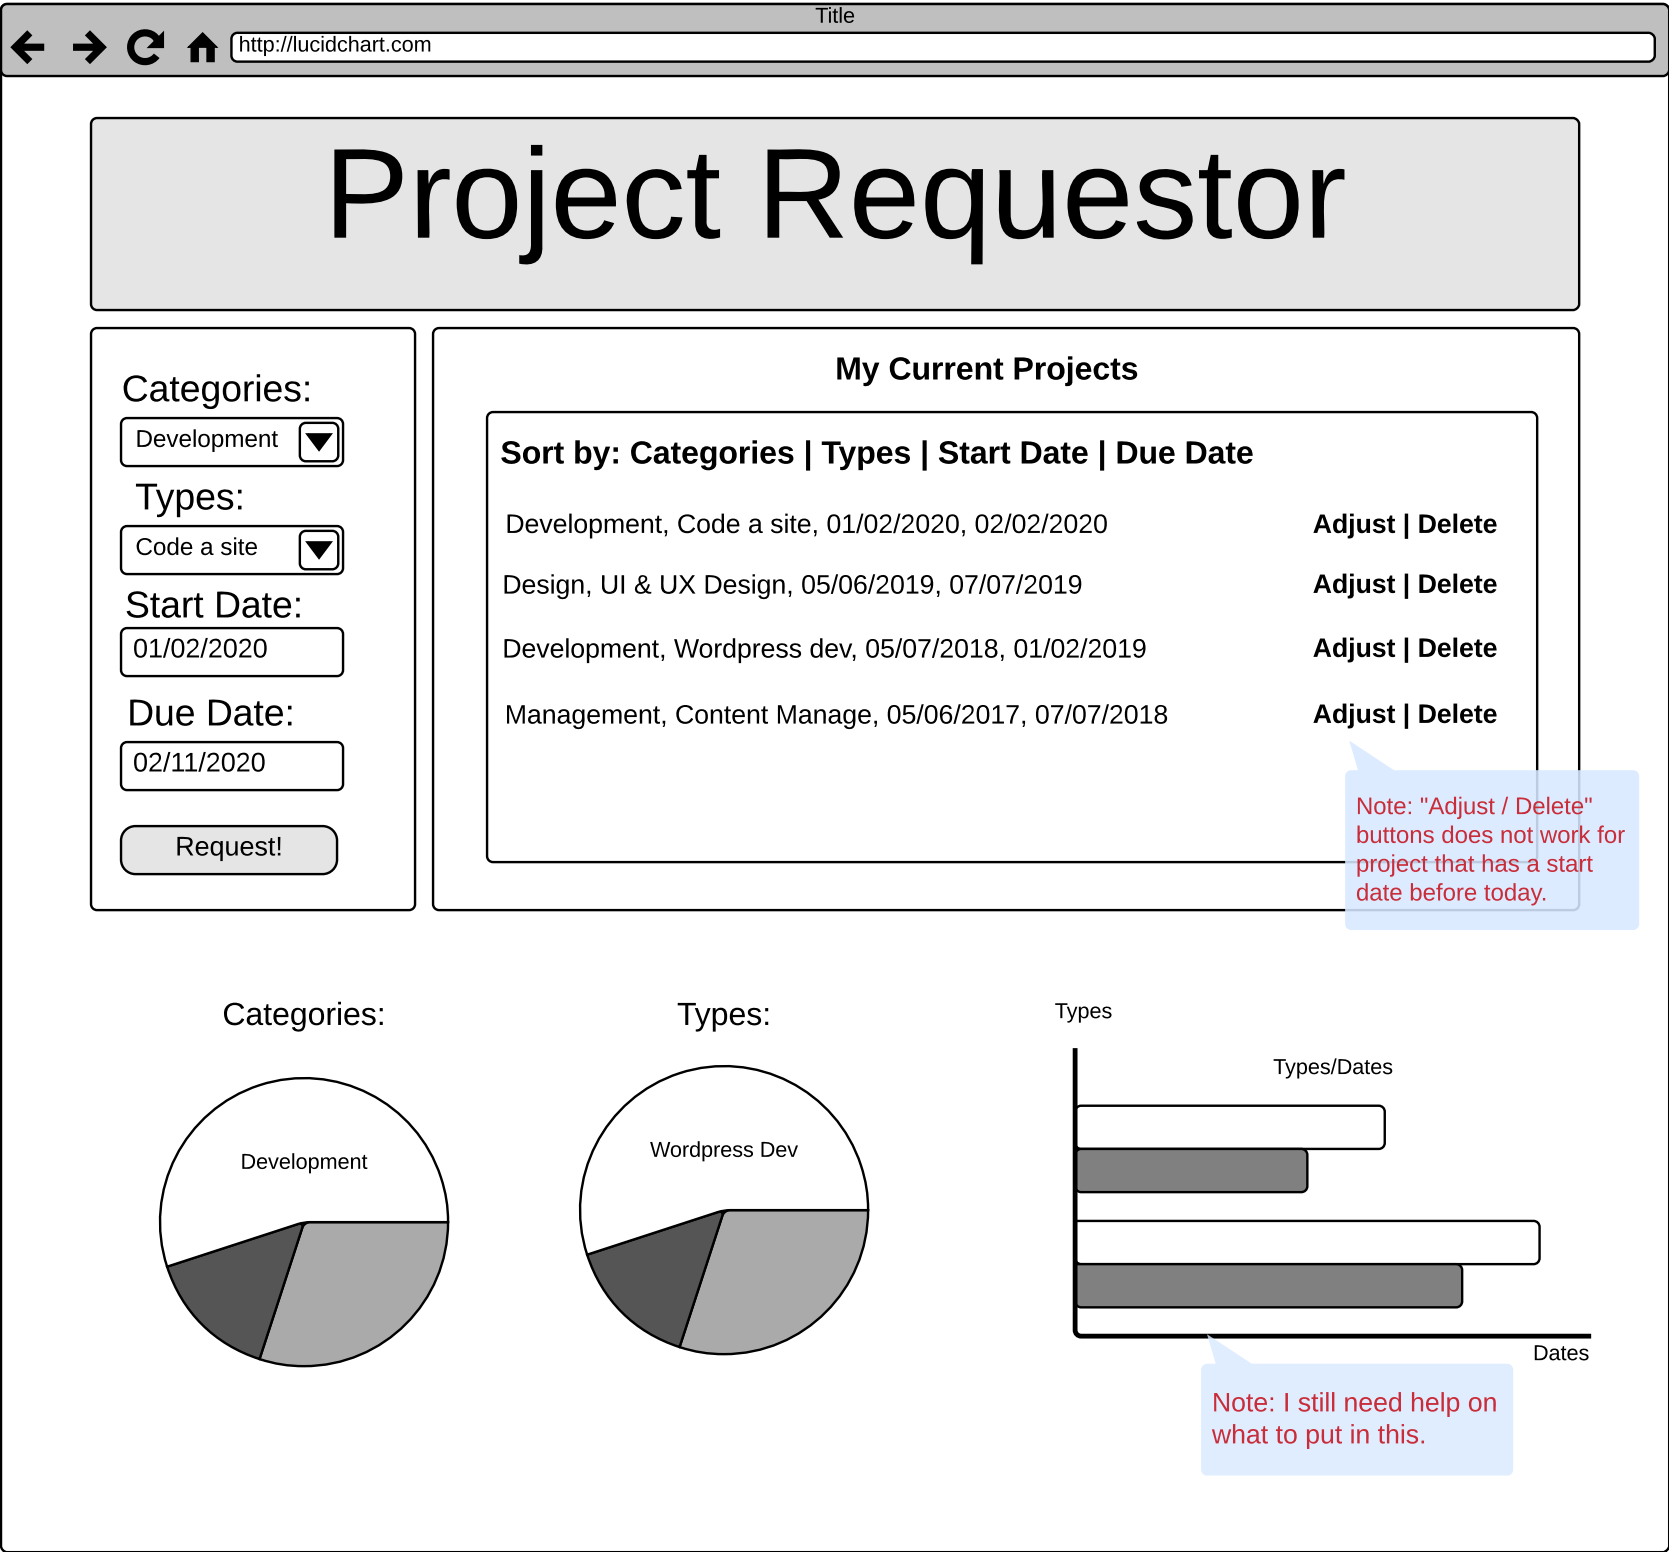 Title
http://lucidchart.com
Project Requestor
Categories:
Development
Types:
Code a site
Start Date:
01/02/2020
Due Date:
02/11/2020
Request!
My Current Projects
Sort by: Categories | Types | Start Date | Due Date
Development, Code a site, 01/02/2020, 02/02/2020 Adjust | Delete
Design, UI & UX Design, 05/06/2019, 07/07/2019 Adjust | Delete
Development, Wordpress dev, 05/07/2018, 01/02/2019 Adjust | Delete
Management, Content Manage, 05/06/2017, 07/07/2018 Adjust | Delete
Note: "Adjust / Delete"
buttons does not work for
project that has a start
date before today.
Categories:
Development
Types:
Wordpress Dev
Types
Types/Dates
Dates
Note: I still need help on
what to put in this.